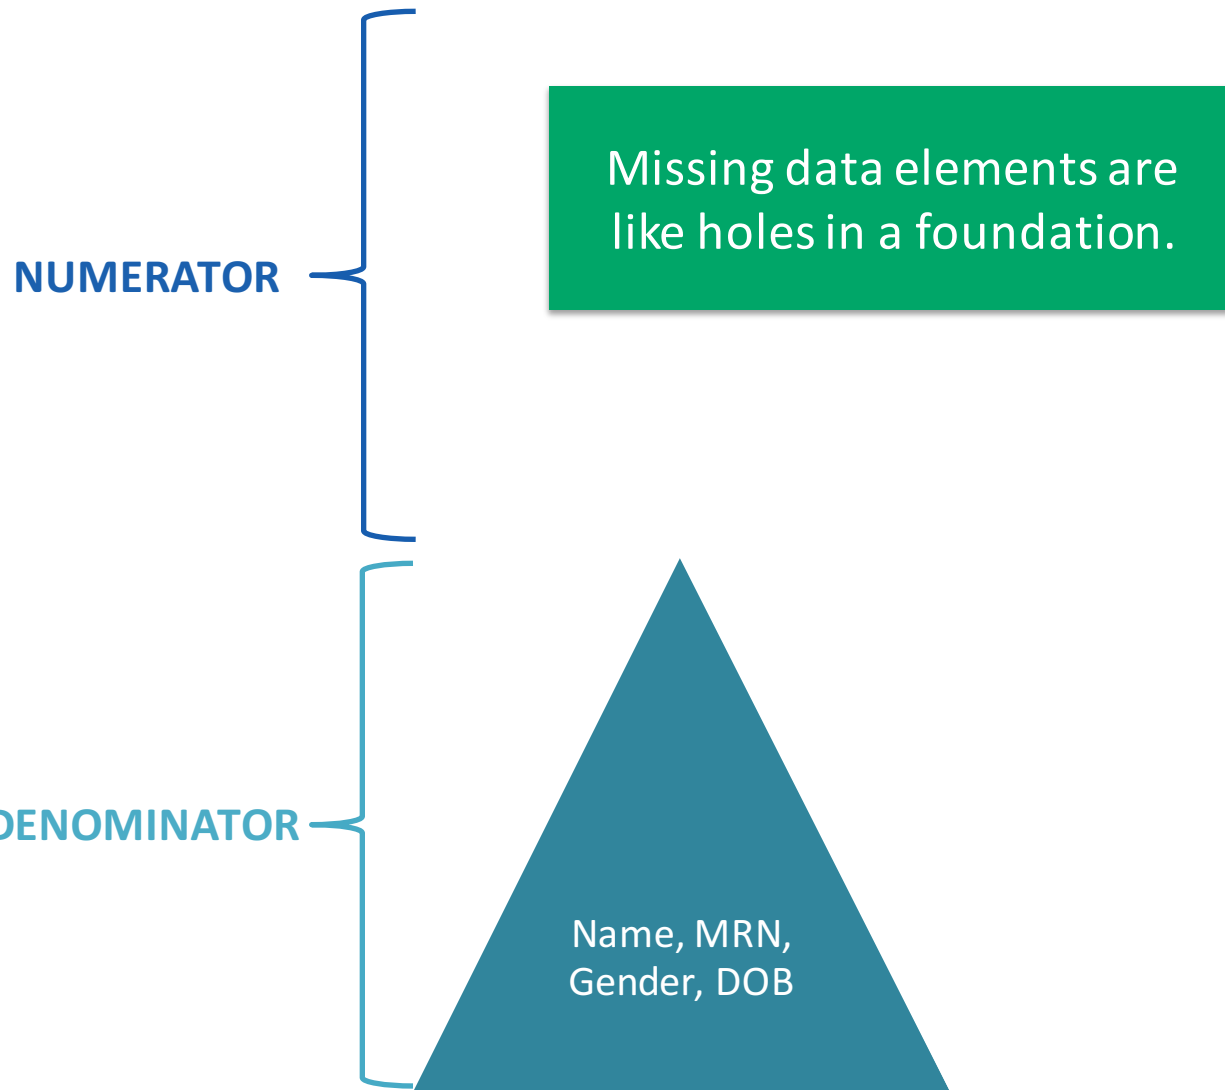 Missing data elements are
like holes in a foundation.
NUMERATOR
DENOMINATOR
Name, MRN,
Gender, DOB